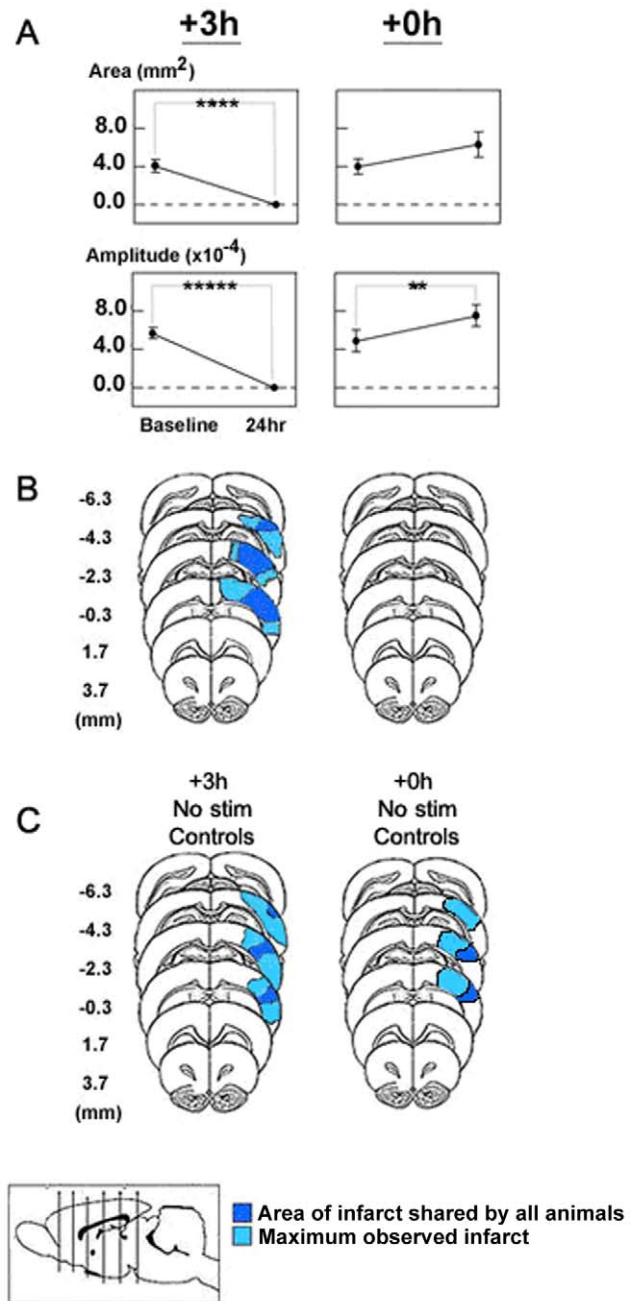 A
+3h
+0h
Area (mm2)
8.0
4.0
0.0
****
Amplitude (x10-4)
8.0
4.0
0.0
*****
**
Baseline 24hr
B
-6.3
-4.3
-2.3
-0.3
1.7
3.7
(mm)
C
+3h
No stim
Controls
+0h
No stim
Controls
-6.3
-4.3
-2.3
-0.3
1.7
3.7
(mm)
Area of infarct shared by all animals
Maximum observed infarct